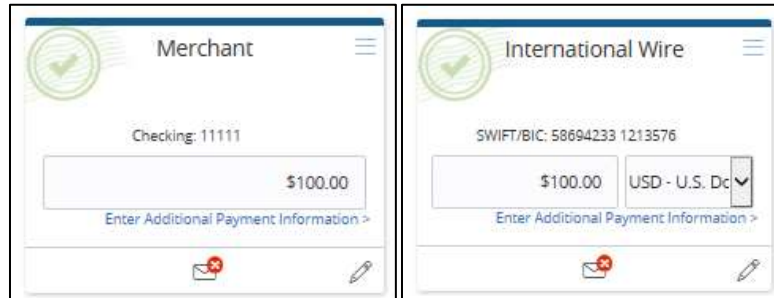 Merchant
Checking: 11111
$100.00
Enter Additional Payment Information >
International Wire
SWIFT/BIC: 58694233 1213576
$100.00 USD - U.S. Dc
Enter Additional Payment Information >